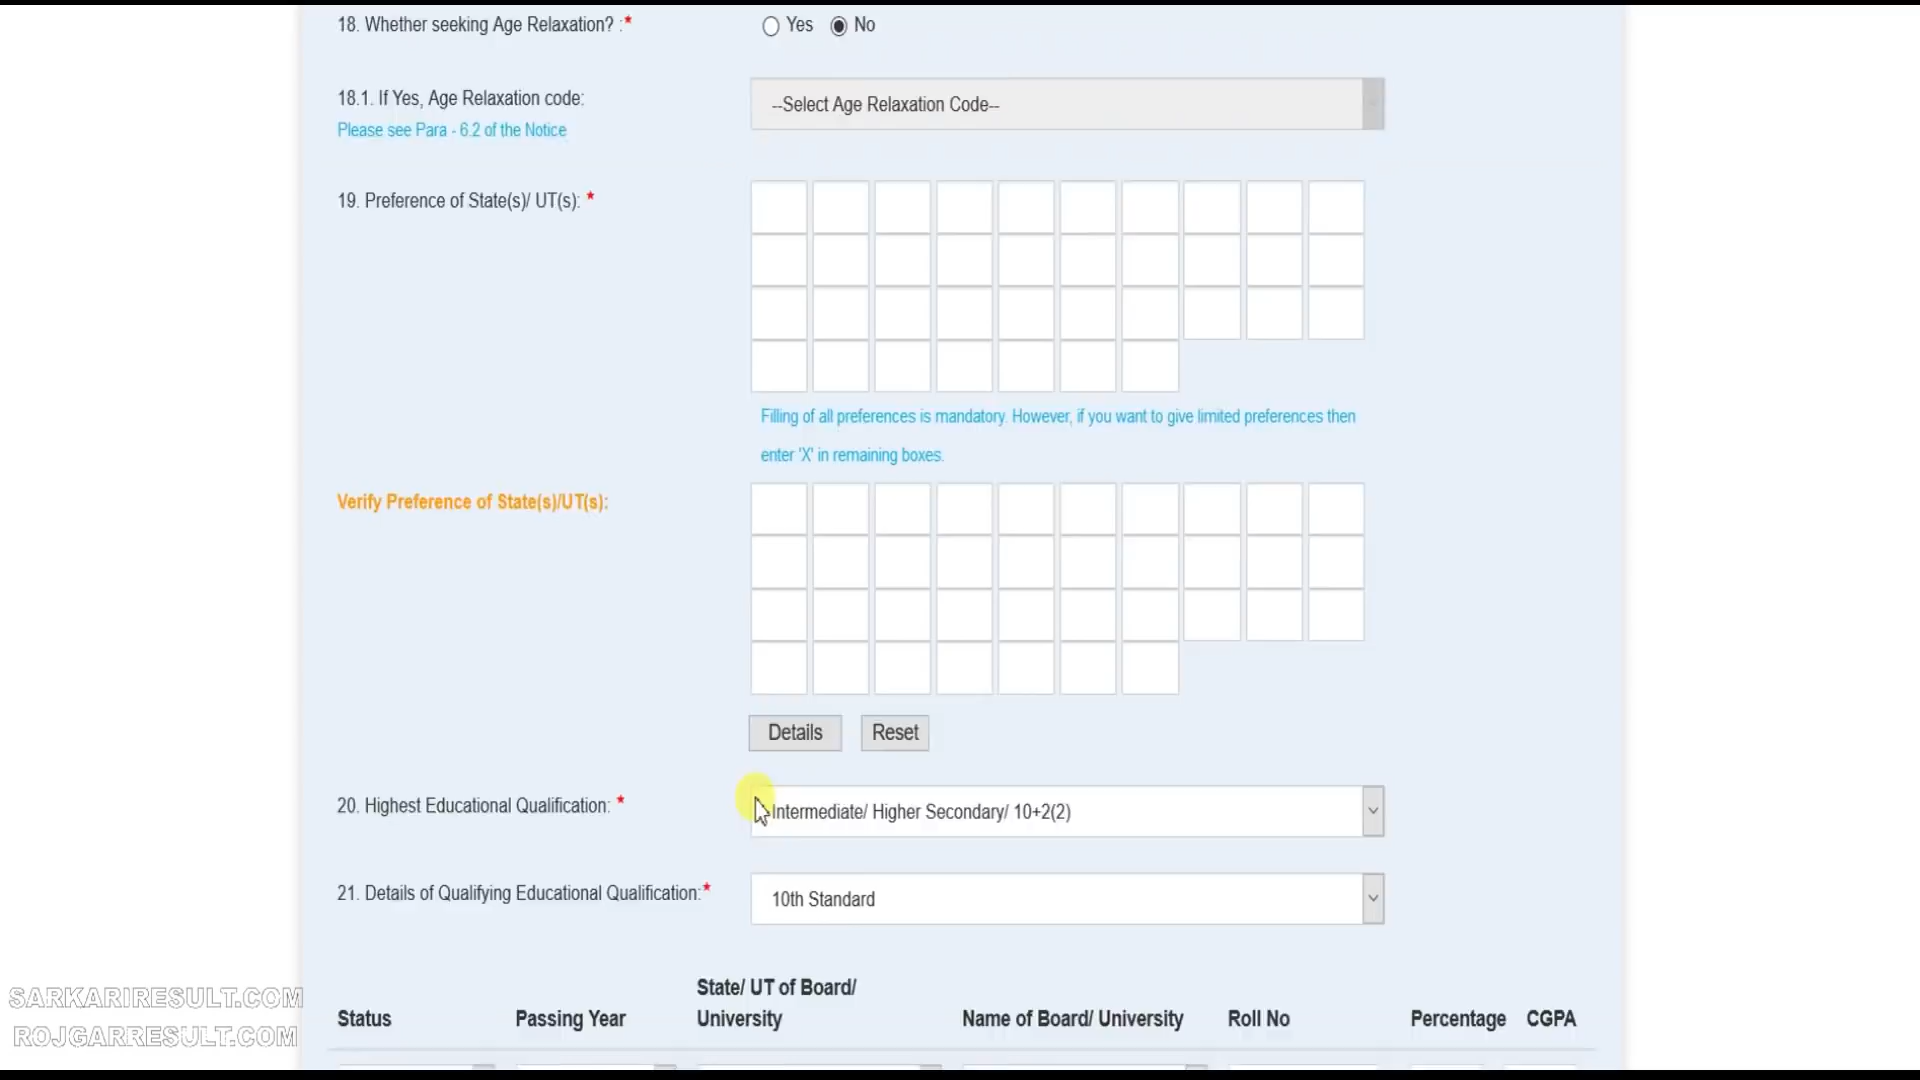 18. Whether seeking Age Relaxation? :* Yes No
18.1. If Yes, Age Relaxation code: --Select Age Relaxation Code--
Please see Para - 6.2 of the Notice
19. Preference of State(s)/ UT(s): *
Filling of all preferences is mandatory. However, if you want to give limited preferences then
enter 'X' in remaining boxes.
Verify Preference of State(s)/UT(s):
Details Reset
20. Highest Educational Qualification: * Intermediate/ Higher Secondary/ 10+2(2)
21. Details of Qualifying Educational Qualification:* 10th Standard
State/ UT of Board/
Status Passing Year University Name of Board/ University Roll No Percentage CGPA
SARKARIRESULT.COM
ROJGARRESULT.COM